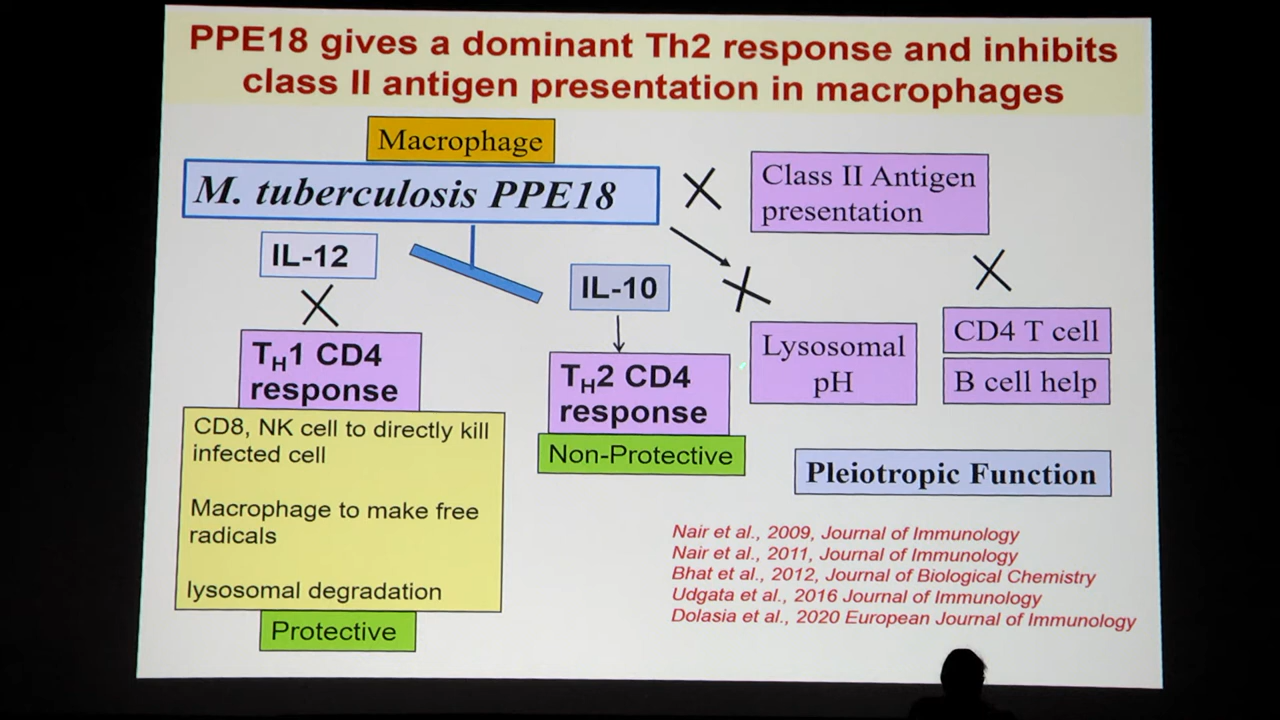 PPE18 gives a dominant Th2 response and inhibits
class II antigen presentation in macrophages
Macrophage
M. tuberculosis PPE18
Class II Antigen
presentation
IL-12
IL-10
TH1 CD4
response
TH2 CD4
response
Non-Protective
Lysosomal
pH
CD4 T cell
B cell help
CD8, NK cell to directly kill
infected cell
Macrophage to make free
radicals
lysosomal degradation
Protective
Pleiotropic Function
Nair et al., 2009, Journal of Immunology
Nair et al., 2011, Journal of Immunology
Bhat et al., 2012, Journal of Biological Chemistry
Udgata et al., 2016 Journal of Immunology
Dolasia et al., 2020 European Journal of Immunology